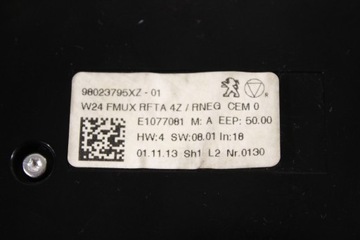 98023795XZ-01
W24 FMUX RFTA 4Z / RNEG CEM 0
E1077081 M: A EEP: 50.00
HW:4 SW:08.01 In:18
01.11.13 Sh1 L2 Nr.0130